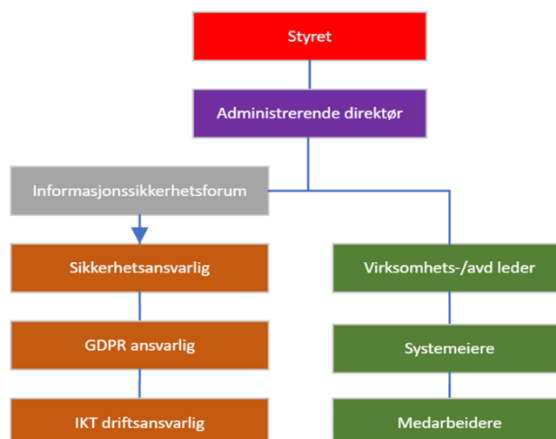 Styret
Administrerende direktør
Informasjonssikkerhetsforum
Sikkerhetsansvarlig
Virksomhets-/avd leder
GDPR ansvarlig
Systemeiere
IKT driftsansvarlig
Medarbeidere